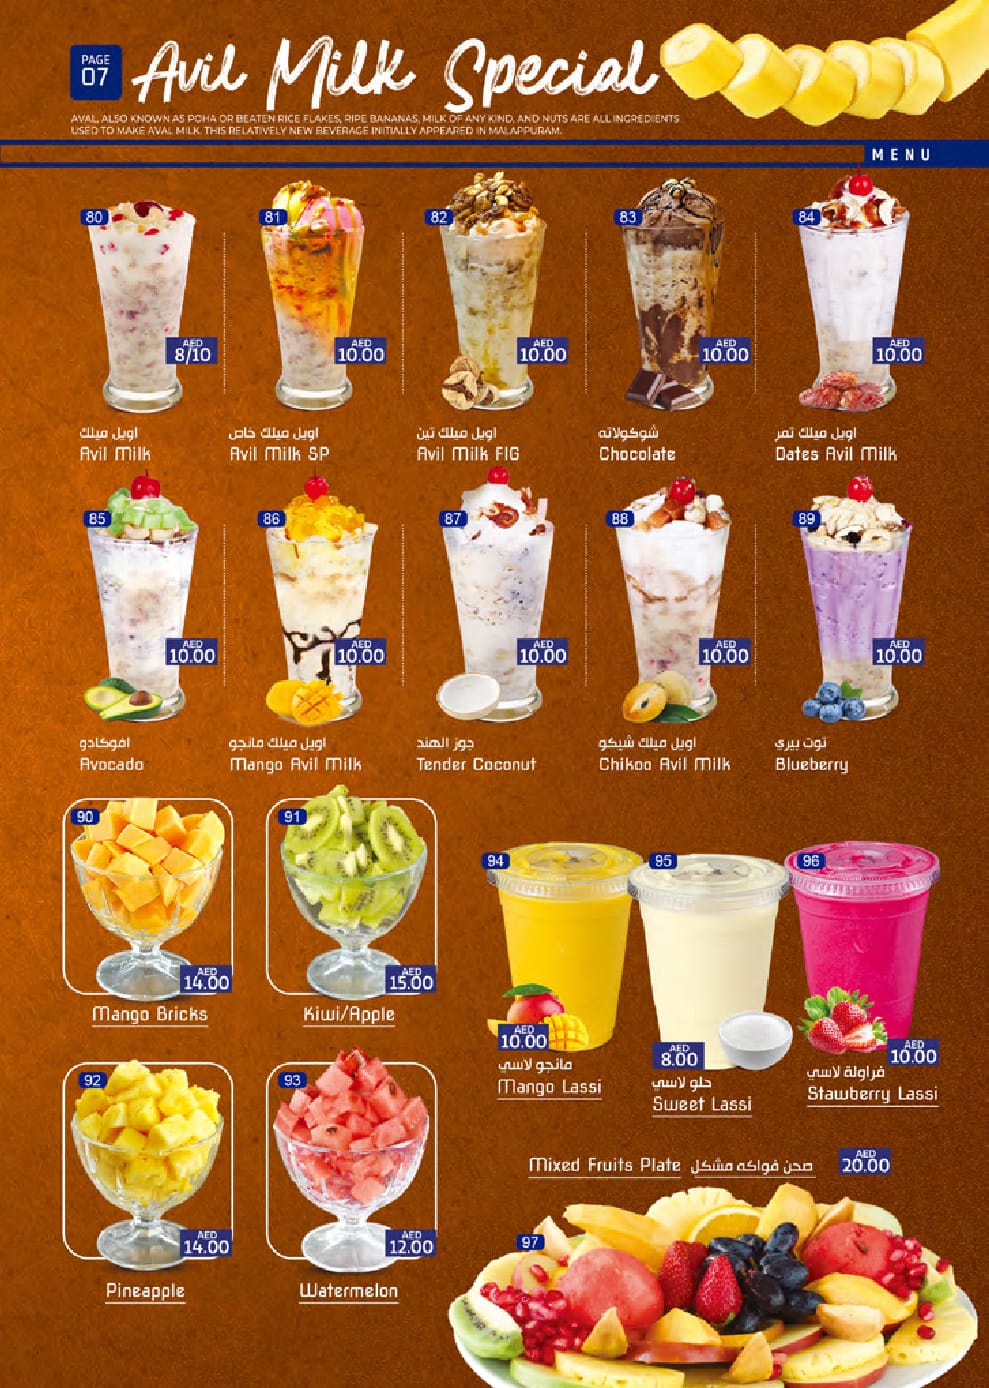 PAGE
07
Avil Milk Special
AVAL, ALSO KNOWN AS POHA OR BEATEN RICE FLAKES, RIPE BANANAS, MILK OF ANY KIND, AND NUTS ARE ALL INGREDIENTS
USED TO MAKE AVAL MILK. THIS RELATIVELY NEW BEVERAGE INITIALLY APPEARED IN MALAPPURAM.
MENU
80
AED
8/10
اويل ميلك
Avil Milk
81
AED
10.00
اويل ميلك خاص
Avil Milk SP
82
AED
10.00
اويل ميلك تين
Avil Milk FIG
83
AED
10.00
شوكولاته
Chocolate
84
AED
10.00
اويل ميلك تمر
Dates Avil Milk
85
AED
10.00
افوكادو
Avocado
86
AED
10.00
اويل ميلك مانجو
Mango Avil Milk
87
AED
10.00
جوز الهند
Tender Coconut
88
AED
10.00
اويل ميلك شيكو
Chikoo Avil Milk
89
AED
10.00
توت بيري
Blueberry
90
AED
14.00
Mango Bricks
91
AED
15.00
Kiwi/Apple
92
AED
14.00
Pineapple
93
AED
12.00
Watermelon
94
AED
10.00
مانجو لاسي
Mango Lassi
95
AED
8.00
حلو لاسي
Sweet Lassi
96
AED
10.00
فراولة لاسي
Stawberry Lassi
Mixed Fruits Plate صحن فواكه مشكل
AED
20.00
97